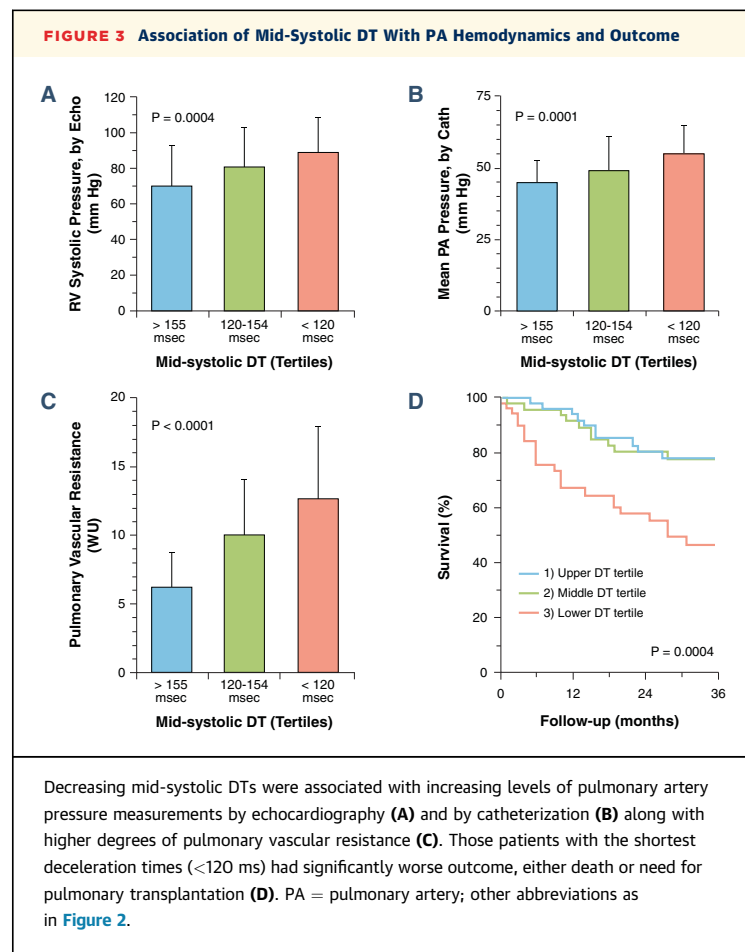 FIGURE 3 Association of Mid-Systolic DT With PA Hemodynamics and Outcome
A
RV Systolic Pressure, by Echo
(mm Hg)
120
100
80
60
40
20
0
P = 0.0004
> 155
msec
120-154
msec
< 120
msec
Mid-systolic DT (Tertiles)
B
Mean PA Pressure, by Cath
(mm Hg)
75
50
25
0
P = 0.0001
> 155
msec
120-154
msec
< 120
msec
Mid-systolic DT (Tertiles)
C
Pulmonary Vascular Resistance
(WU)
20
15
10
5
0
P < 0.0001
> 155
msec
120-154
msec
< 120
msec
Mid-systolic DT (Tertiles)
D
Survival (%)
100
80
60
40
20
0
1) Upper DT tertile
2) Middle DT tertile
3) Lower DT tertile
P = 0.0004
0
12
24
36
Follow-up (months)
Decreasing mid-systolic DTs were associated with increasing levels of pulmonary artery
pressure measurements by echocardiography (A) and by catheterization (B) along with
higher degrees of pulmonary vascular resistance (C). Those patients with the shortest
deceleration times (<120 ms) had significantly worse outcome, either death or need for
pulmonary transplantation (D). PA = pulmonary artery; other abbreviations as
in Figure 2.